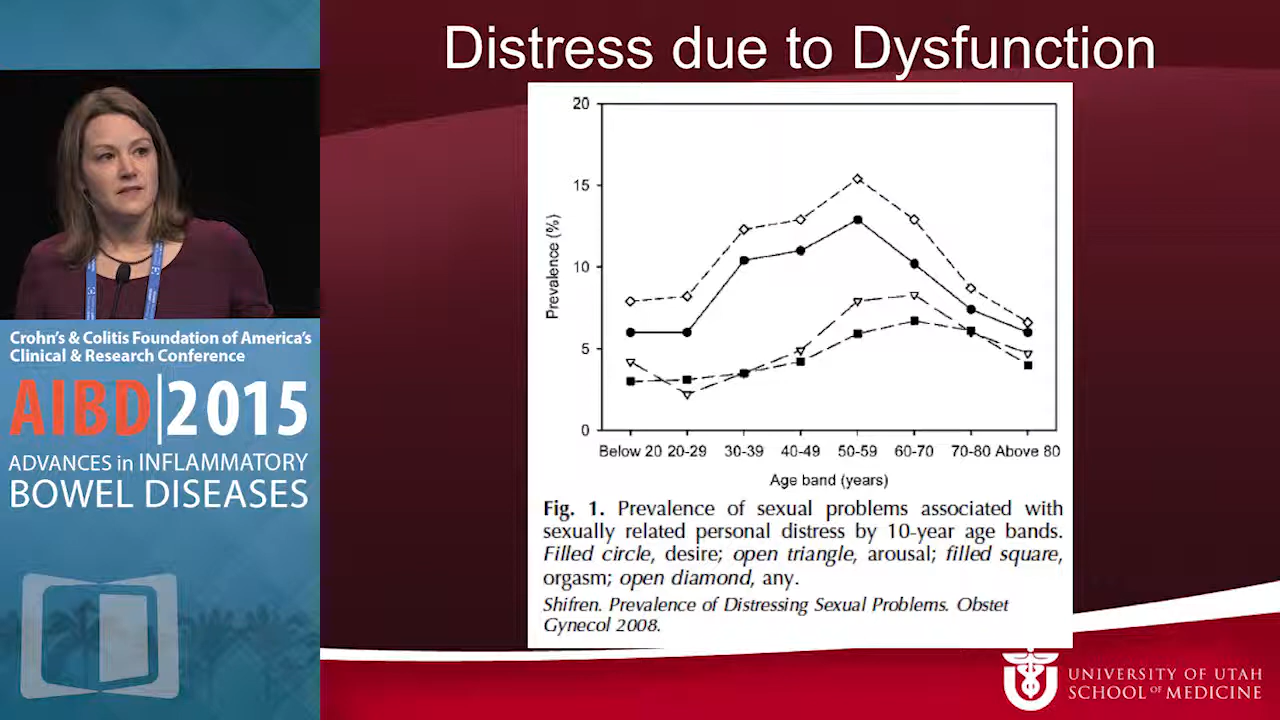 Distress due to Dysfunction
20
15
10
5
0
Prevalence (%)
Below 20 20-29 30-39 40-49 50-59 60-70 70-80 Above 80
Age band (years)
Fig. 1. Prevalence of sexual problems associated with
sexually related personal distress by 10-year age bands.
Filled circle, desire; open triangle, arousal; filled square,
orgasm; open diamond, any.
Shifren. Prevalence of Distressing Sexual Problems. Obstet
Gynecol 2008.
Crohn's & Colitis Foundation of America's
Clinical & Research Conference
AIBD|2015
ADVANCES in INFLAMMATORY
BOWEL DISEASES
U
UNIVERSITY OF UTAH
SCHOOL OF MEDICINE